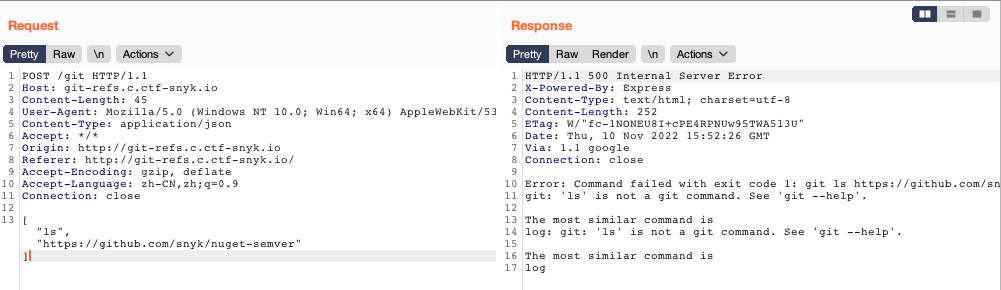 Request
Pretty Raw \n Actions
1 POST /git HTTP/1.1
2 Host: git-refs.c.ctf-snyk.io
3 Content-Length: 45
4 User-Agent: Mozilla/5.0 (Windows NT 10.0; Win64; x64) AppleWebKit/53
5 Content-Type: application/json
6 Accept: */*
7 Origin: http://git-refs.c.ctf-snyk.io
8 Referer: http://git-refs.c.ctf-snyk.io/
9 Accept-Encoding: gzip, deflate
10 Accept-Language: zh-CN,zh;q=0.9
11 Connection: close
12
13 [
"ls",
"https://github.com/snyk/nuget-semver"
]
Response
Pretty Raw Render \n Actions
1 HTTP/1.1 500 Internal Server Error
2 X-Powered-By: Express
3 Content-Type: text/html; charset=utf-8
4 Content-Length: 252
5 ETag: W/"fc-1NONEU8I+cPE4RPNUw95TWA5l3U"
6 Date: Thu, 10 Nov 2022 15:52:26 GMT
7 Via: 1.1 google
8 Connection: close
9
10 Error: Command failed with exit code 1: git ls https://github.com/sn
11 git: 'ls' is not a git command. See 'git --help'.
12
13 The most similar command is
14 log: git: 'ls' is not a git command. See 'git --help'.
15
16 The most similar command is
17 log